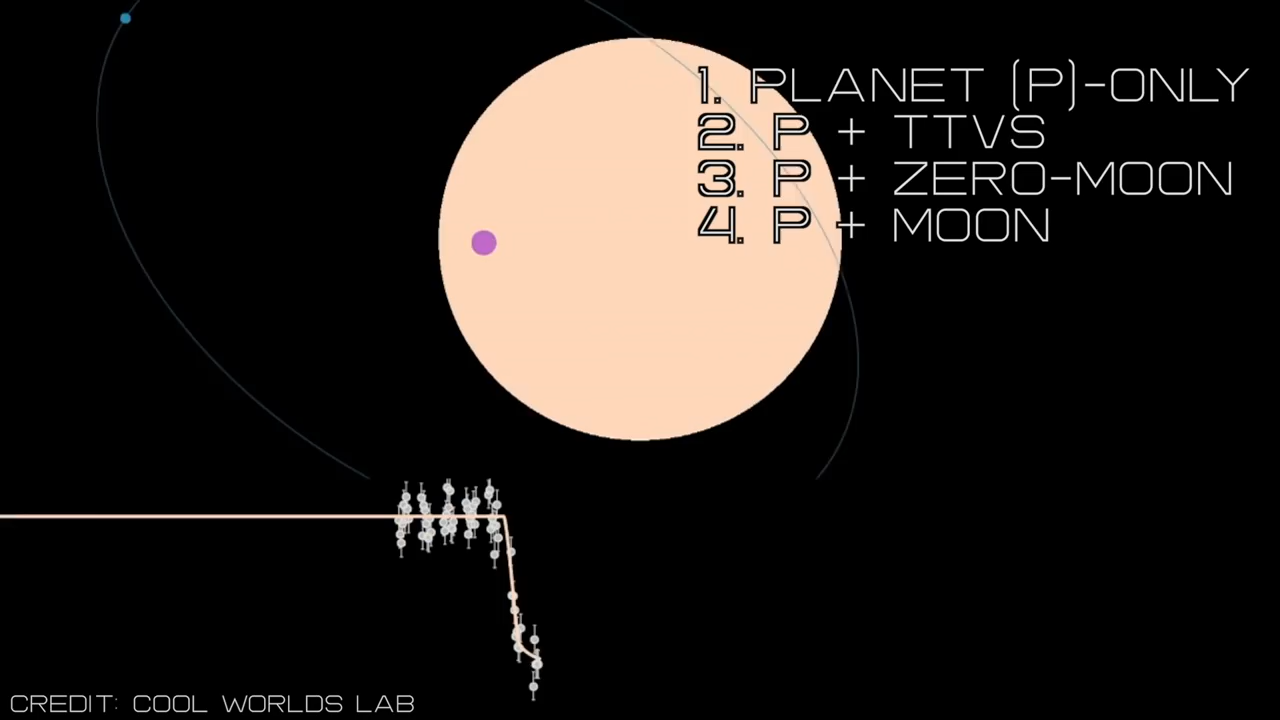 1. PLANET (P)-ONLY
2. P + TTVS
3. P + ZERO-MOON
4. P + MOON
CREDIT: COOL WORLDS LAB